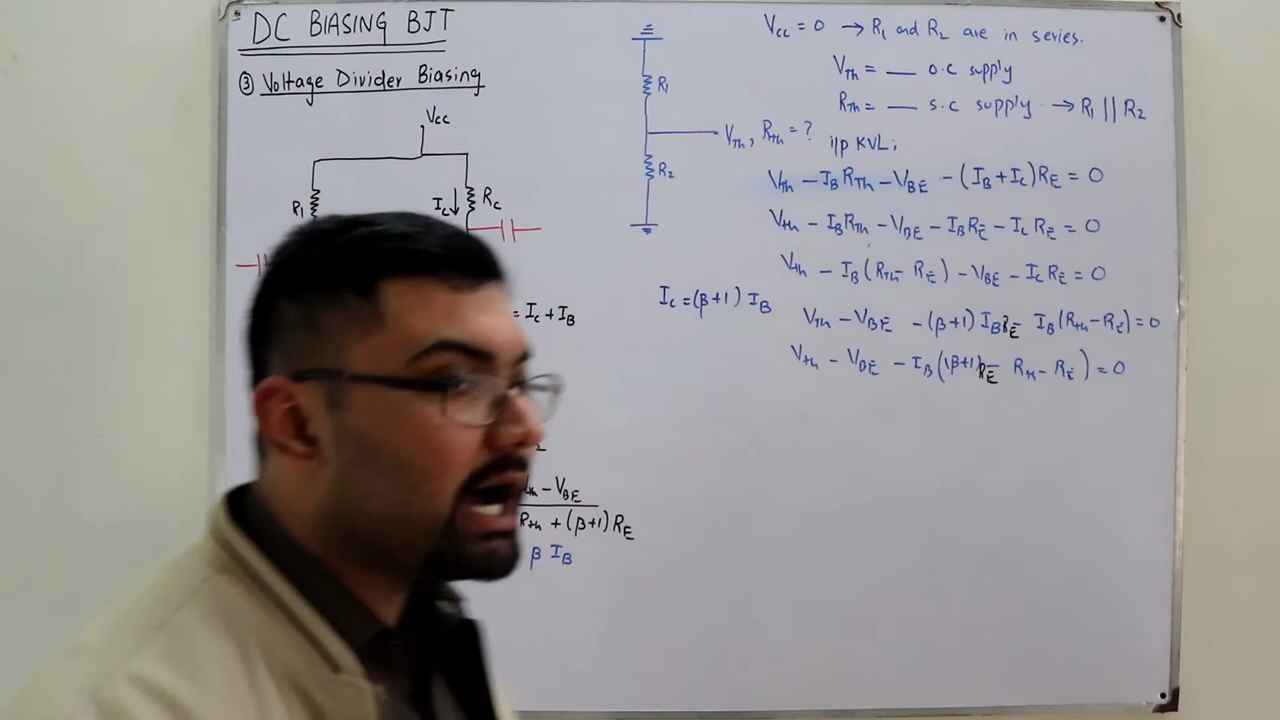 DC BIASING BJT
③ Voltage Divider Biasing
Vcc
R1
Ic ↓
Rc
= Ic + IB
2
Vth - VBE
Rth + (β+1) RE
β IB
R1
VTh, RTh = ?
R2
Vcc = 0 → R1 and R2 are in series.
VTh = __ o.c supply
RTh = __ s.c supply → R1 || R2
i/p KVL;
VTh - IB RTh - VBE - (IB + Ic) RE = 0
Vth - IB Rth - VBE - IB RE - Ic RE = 0
Vth - IB (Rth - RE) - VBE - Ic RE = 0
Ic = (β+1) IB
VTh - VBE - (β+1) IB RE IB (Rth - RE) = 0
Vth - VBE - IB ((β+1) RE Rth - RE) = 0